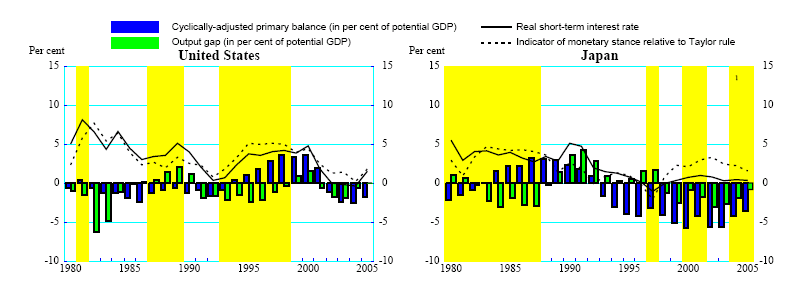 Cyclically-adjusted primary balance (in per cent of potential GDP)
Real short-term interest rate
Output gap (in per cent of potential GDP)
Indicator of monetary stance relative to Taylor rule
Per cent
United States
Per cent
Japan
15 15 15 15
10 10 10 10
5 5 5 5
0 0 0 0
-5 -5 -5 -5
-10 -10 -10 -10
1980 1985 1990 1995 2000 2005 1980 1985 1990 1995 2000 2005